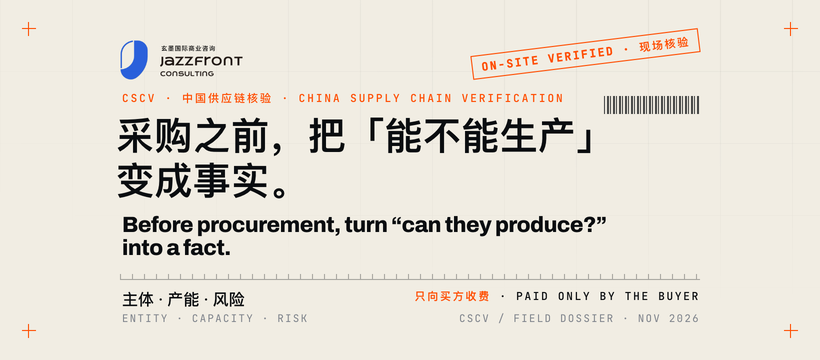 玄墨国际商业咨询
JAZZFRONT
CONSULTING
ON-SITE VERIFIED · 现场核验
CSCV · 中国供应链核验 · CHINA SUPPLY CHAIN VERIFICATION
采购之前，把「能不能生产」
变成事实。
Before procurement, turn “can they produce?”
into a fact.
主体 · 产能 · 风险
只向买方收费 · PAID ONLY BY THE BUYER
ENTITY · CAPACITY · RISK
CSCV / FIELD DOSSIER · NOV 2026